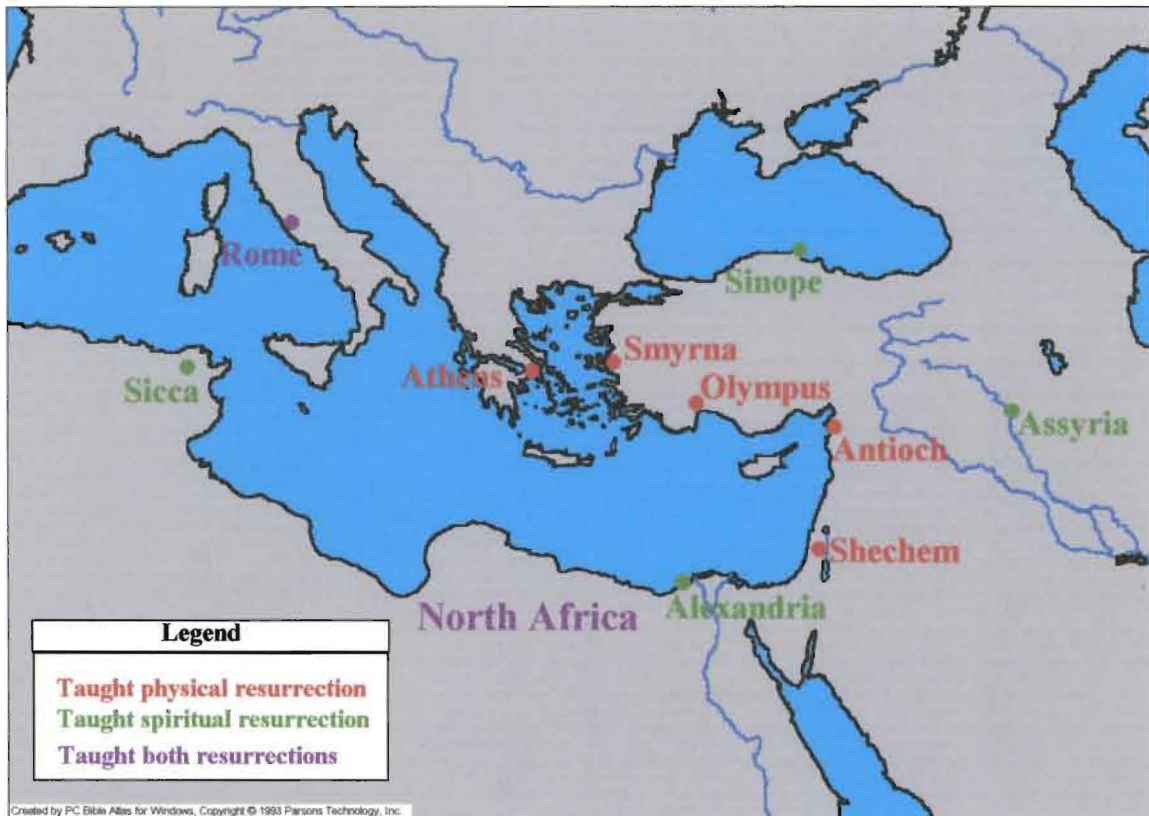 Rome
Sinope
Smyrna
Athens
Sicca
Olympus
Assyria
Antioch
Shechem
Alexandria
North Africa
Legend
Taught physical resurrection
Taught spiritual resurrection
Taught both resurrections
Created by PC Bible Atlas for Windows, Copyright © 1993 Parsons Technology, Inc.